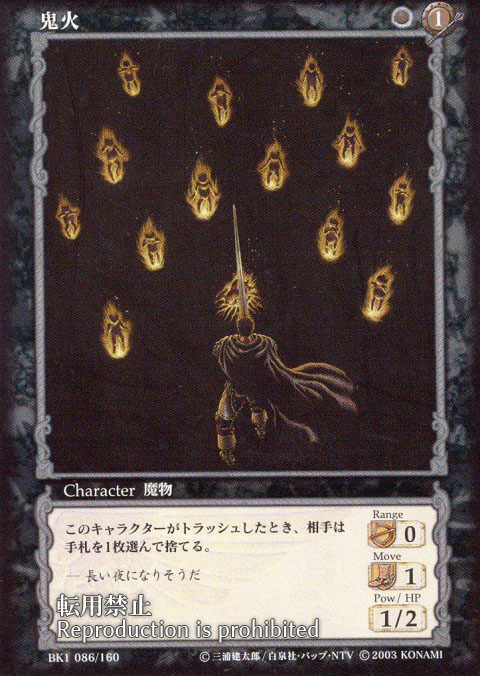 鬼火
1
Character 魔物
このキャラクターがトラッシュしたとき、相手は
手札を1枚選んで捨てる。
― 長い夜になりそうだ
Range
0
Move
1
Pow/ HP
1/2
転用禁止
Reproduction is prohibited
BK1 086/160
©三浦建太郎/白泉社・バップ・NTV ©2003 KONAMI